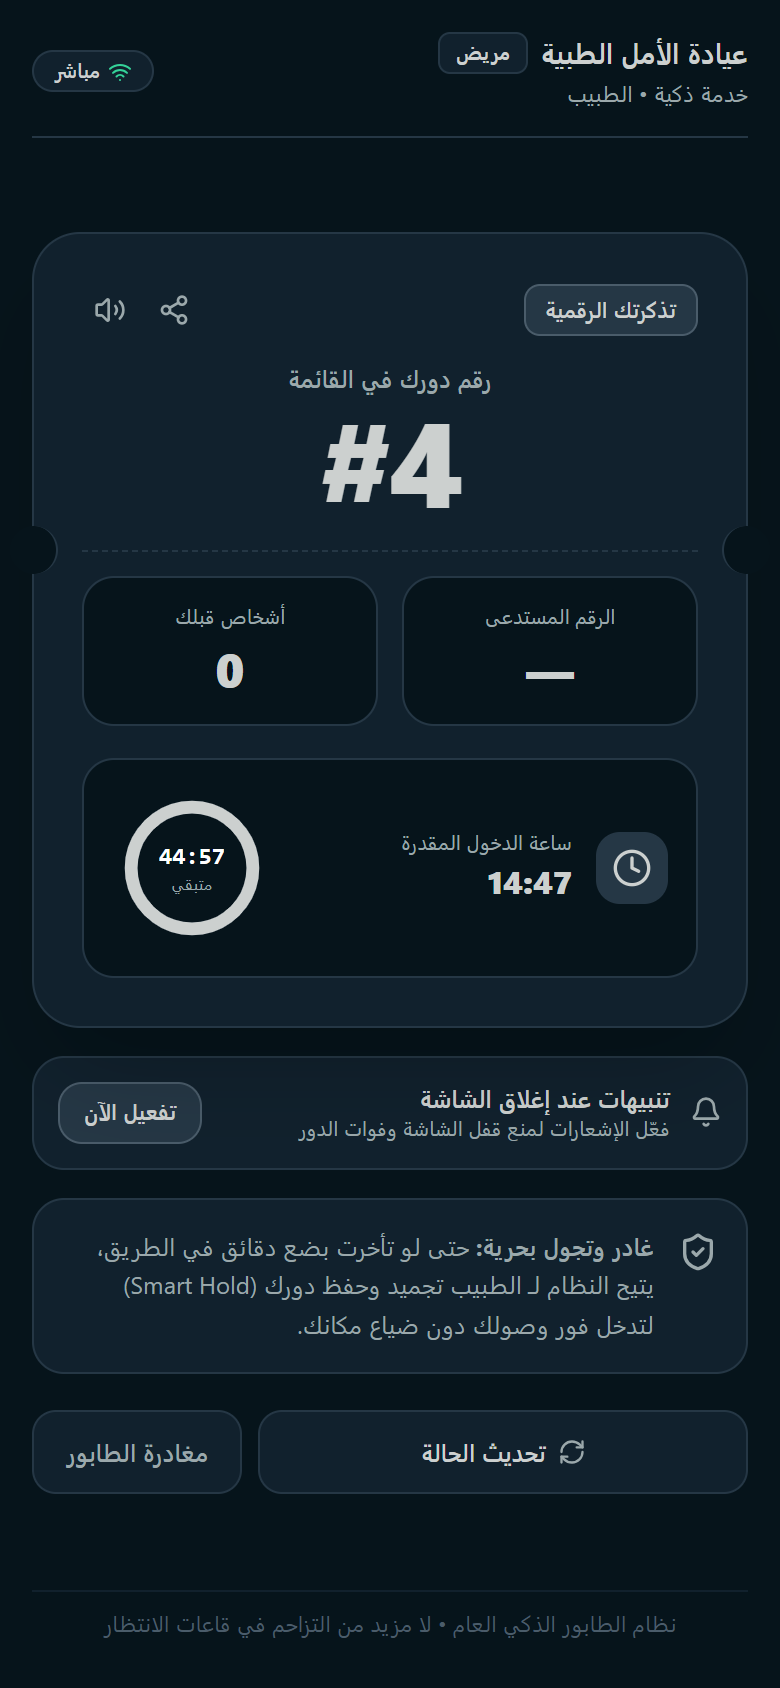 عيادة الأمل الطبية
مريض
خدمة ذكية • الطبيب
مباشر
تذكرتك الرقمية
رقم دورك في القائمة
#4
الرقم المستدعى
—
أشخاص قبلك
0
ساعة الدخول المقدرة
14:47
44:57
متبقي
تنبيهات عند إغلاق الشاشة
فعّل الإشعارات لمنع قفل الشاشة وفوات الدور
تفعيل الآن
غادر وتجول بحرية: حتى لو تأخرت بضع دقائق في الطريق،
يتيح النظام لـ الطبيب تجميد وحفظ دورك (Smart Hold)
لتدخل فور وصولك دون ضياع مكانك.
تحديث الحالة
مغادرة الطابور
نظام الطابور الذكي العام • لا مزيد من التزاحم في قاعات الانتظار